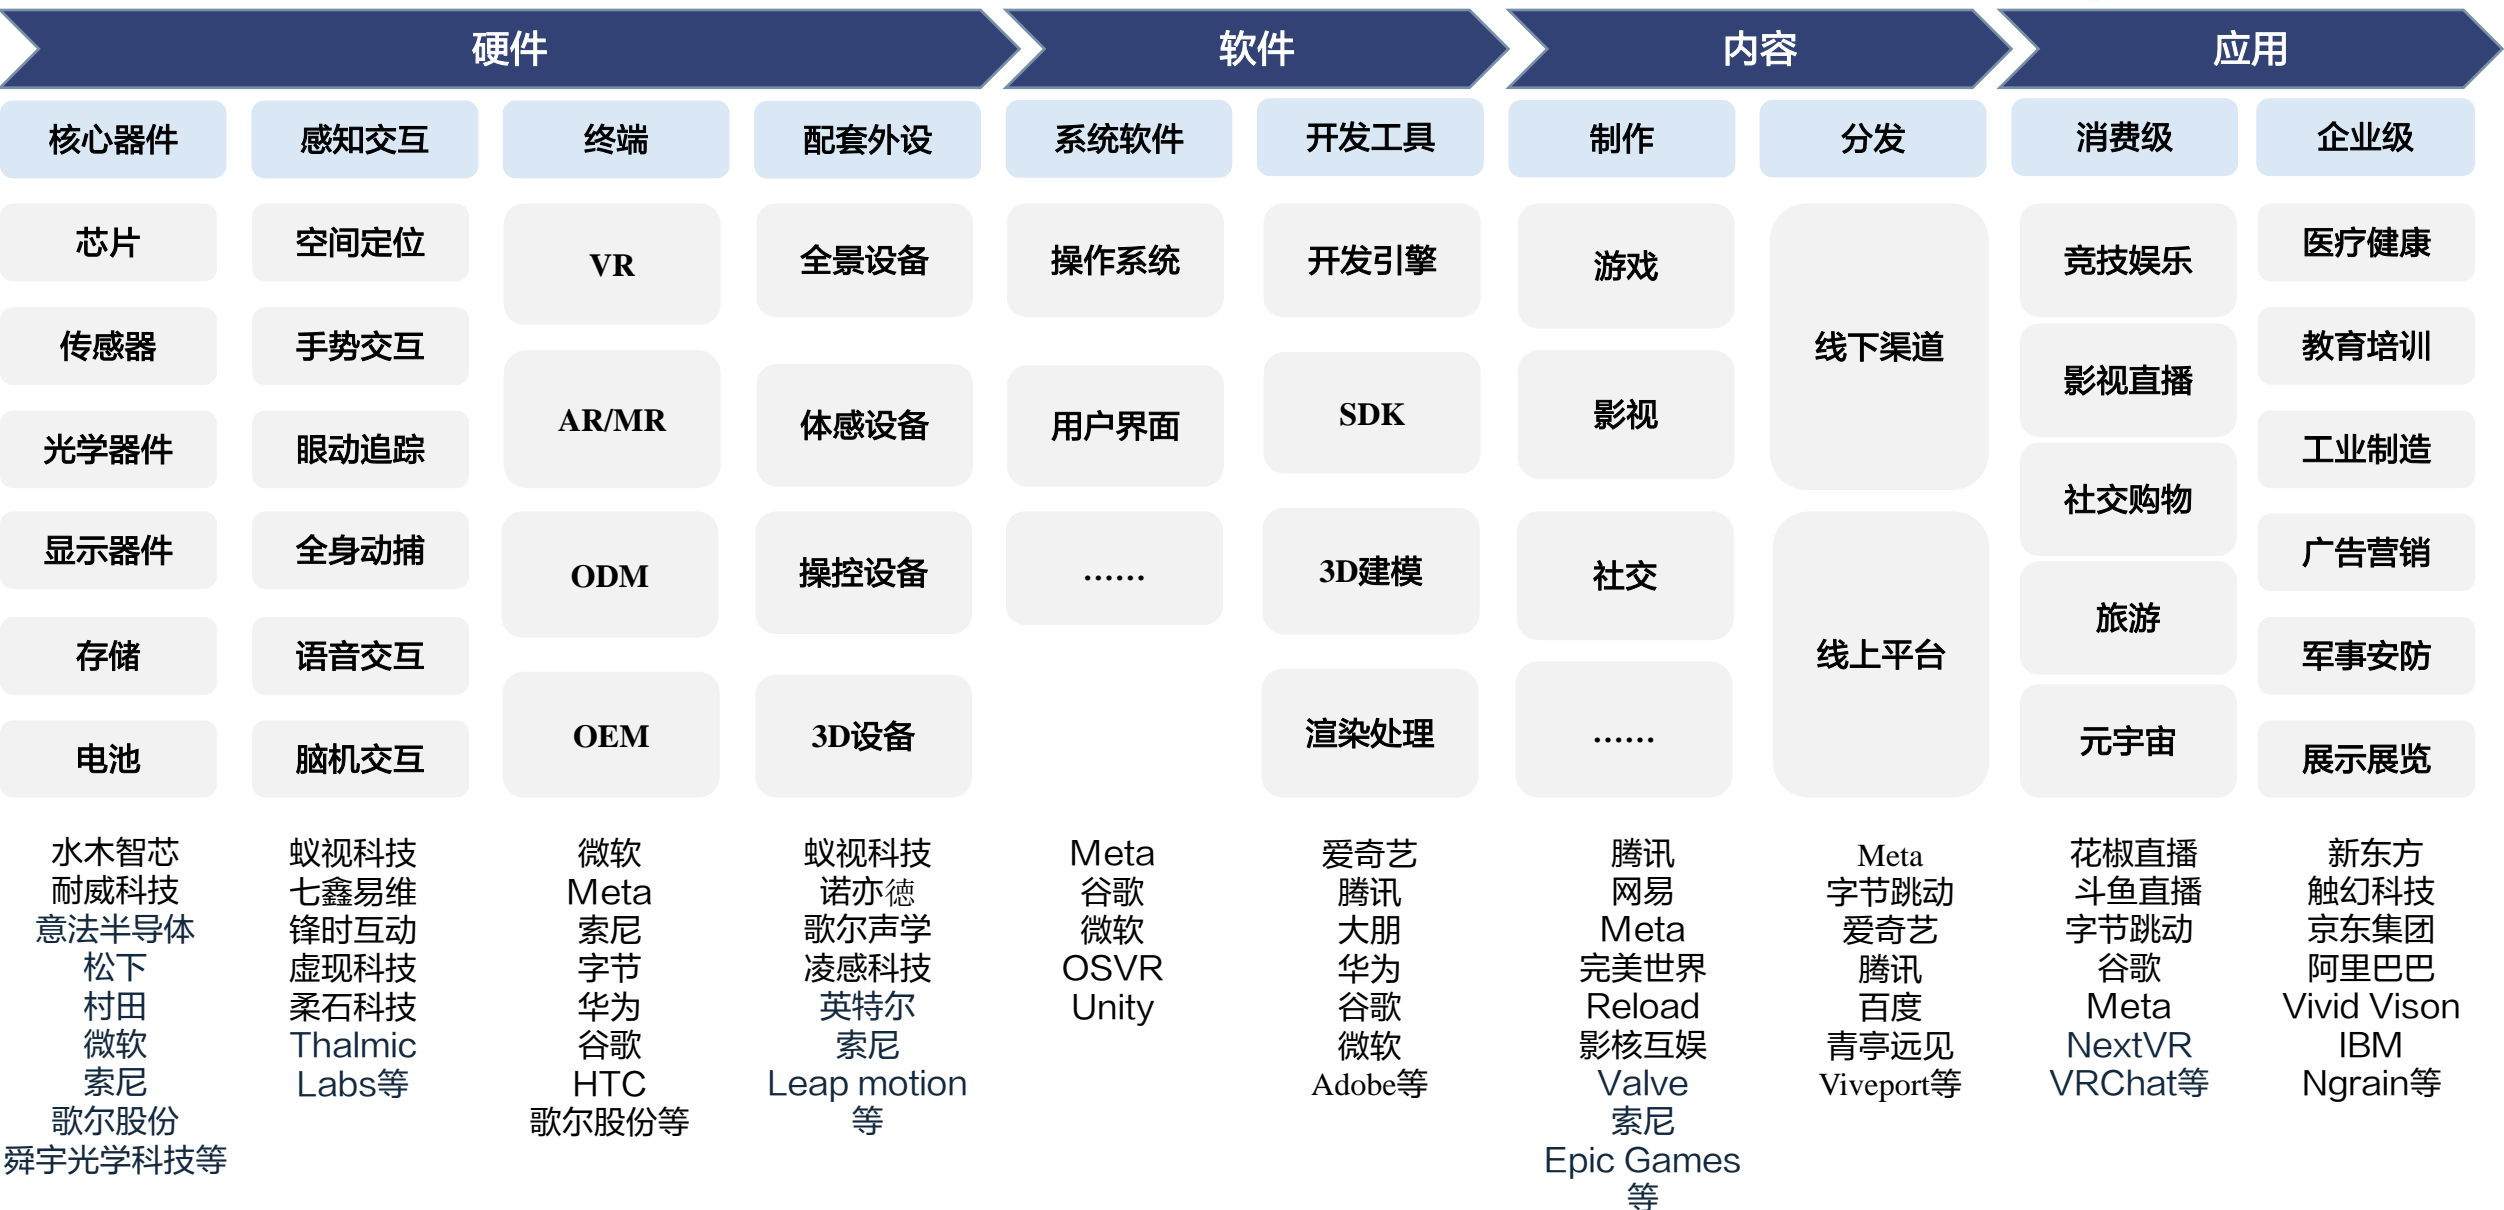 硬件
软件
内容
应用
核心器件
感知交互
终端
配套外设
系统软件
开发工具
制作
分发
消费级
企业级
芯片
传感器
光学器件
显示器件
存储
电池
水木智芯
耐威科技
意法半导体
松下
村田
微软
索尼
歌尔股份
舜宇光学科技等
空间定位
手势交互
眼动追踪
全身动捕
语音交互
脑机交互
蚁视科技
七鑫易维
锋时互动
虚现科技
柔石科技
Thalmic
Labs等
VR
AR/MR
ODM
OEM
微软
Meta
索尼
字节
华为
谷歌
HTC
歌尔股份等
全景设备
体感设备
操控设备
3D设备
蚁视科技
诺亦徳
歌尔声学
凌感科技
英特尔
索尼
Leap motion
等
操作系统
用户界面
……
Meta
谷歌
微软
OSVR
Unity
开发引擎
SDK
3D建模
渲染处理
爱奇艺
腾讯
大朋
华为
谷歌
微软
Adobe等
游戏
影视
社交
……
腾讯
网易
Meta
完美世界
Reload
影核互娱
Valve
索尼
Epic Games
等
线下渠道
线上平台
Meta
字节跳动
爱奇艺
腾讯
百度
青亭远见
Viveport等
竞技娱乐
影视直播
社交购物
旅游
元宇宙
花椒直播
斗鱼直播
字节跳动
谷歌
Meta
NextVR
VRChat等
医疗健康
教育培训
工业制造
广告营销
军事安防
展示展览
新东方
触幻科技
京东集团
阿里巴巴
Vivid Vison
IBM
Ngrain等